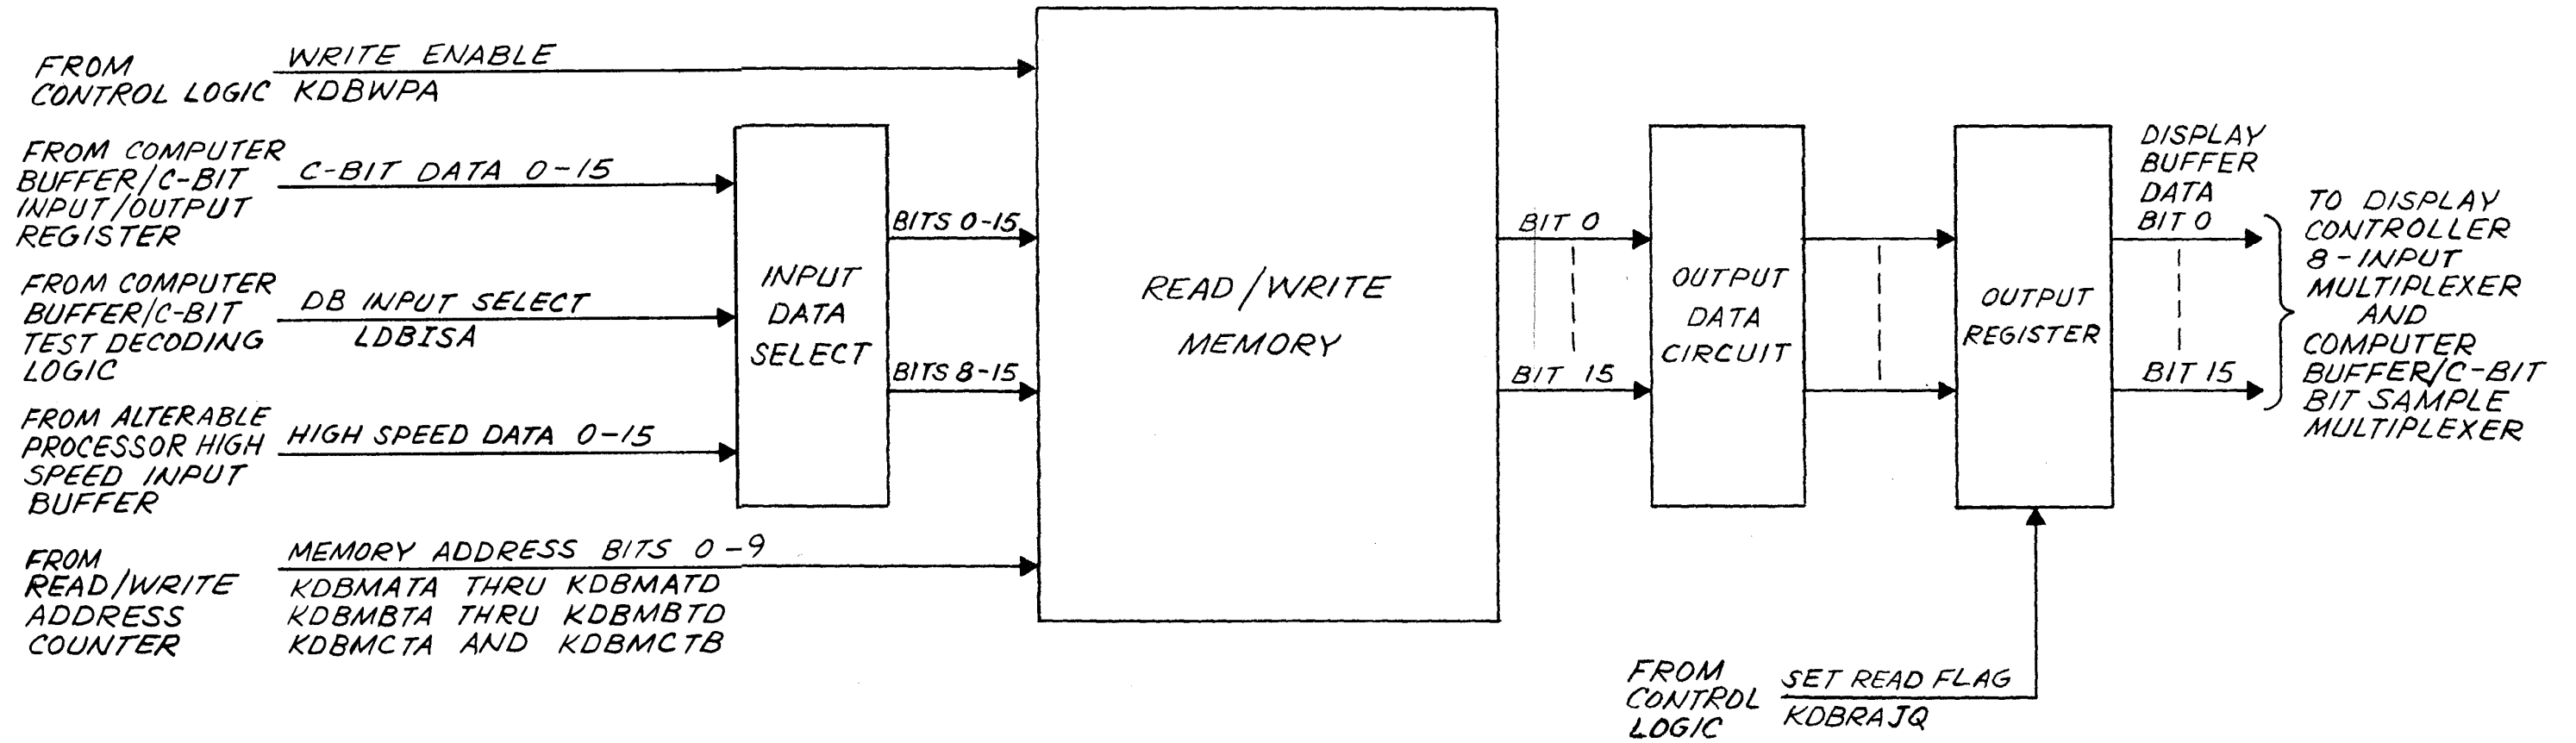 FROM
CONTROL LOGIC
WRITE ENABLE
KDBWPA
FROM COMPUTER
BUFFER/C-BIT
INPUT/OUTPUT
REGISTER
C-BIT DATA 0-15
FROM COMPUTER
BUFFER/C-BIT
TEST DECODING
LOGIC
DB INPUT SELECT
LDBISA
FROM ALTERABLE
PROCESSOR HIGH
SPEED INPUT
BUFFER
HIGH SPEED DATA 0-15
FROM
READ/WRITE
ADDRESS
COUNTER
MEMORY ADDRESS BITS 0-9
KDBMATA THRU KDBMATD
KDBMBTA THRU KDBMBTD
KDBMCTA AND KDBMCTB
INPUT
DATA
SELECT
BITS 0-15
BITS 8-15
READ/WRITE
MEMORY
BIT 0
BIT 15
OUTPUT
DATA
CIRCUIT
OUTPUT
REGISTER
FROM
CONTROL
LOGIC
SET READ FLAG
KDBRAJQ
DISPLAY
BUFFER
DATA
BIT 0
BIT 15
TO DISPLAY
CONTROLLER
8-INPUT
MULTIPLEXER
AND
COMPUTER
BUFFER/C-BIT
BIT SAMPLE
MULTIPLEXER